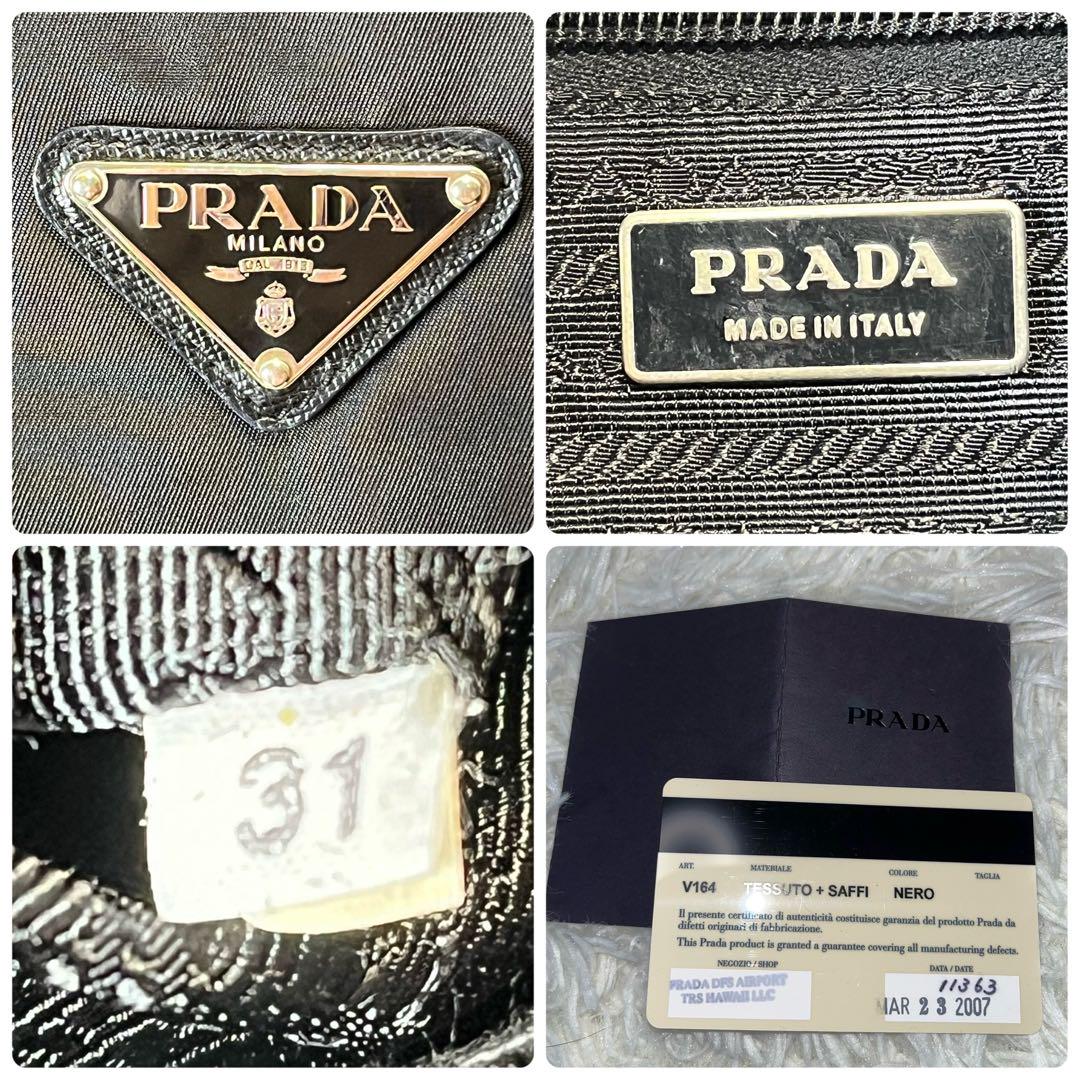 PRADA
MILANO
DAL 1913
PRADA
MADE IN ITALY
31
PRADA
ART. MATERIALE COLORE TAGLIA
V164 TESSUTO + SAFFI NERO
Il presente certificato di autenticità costituisce garanzia del prodotto Prada da
difetti originari di fabbricazione.
This Prada product is granted a guarantee covering all manufacturing defects.
NEGOZIO / SHOP DATA / DATE
PRADA DFS AIRPORT 11363
TRS HAWAII LLC MAR 2 3 2007